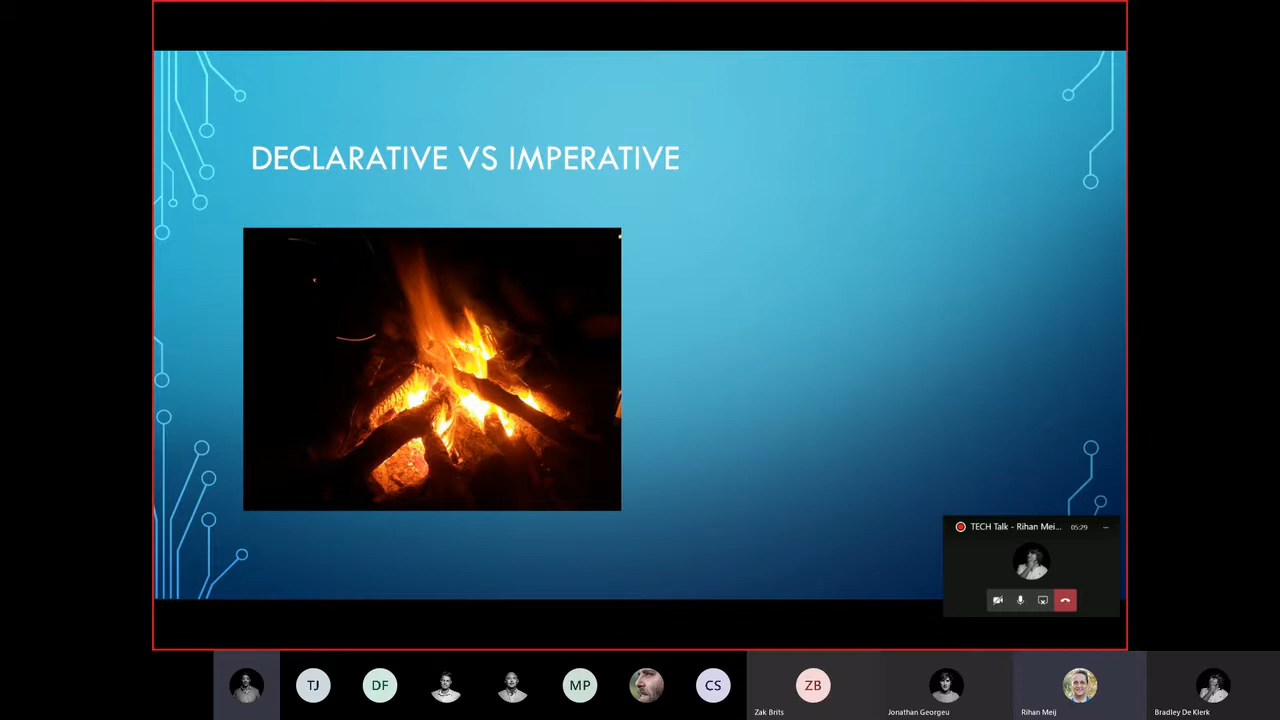 DECLARATIVE VS IMPERATIVE
TECH Talk - Rihan Mei... 05:29
TJ
DF
MP
CS
ZB
Zak Brits
Jonathan Georgeu
Rihan Meij
Bradley De Klerk